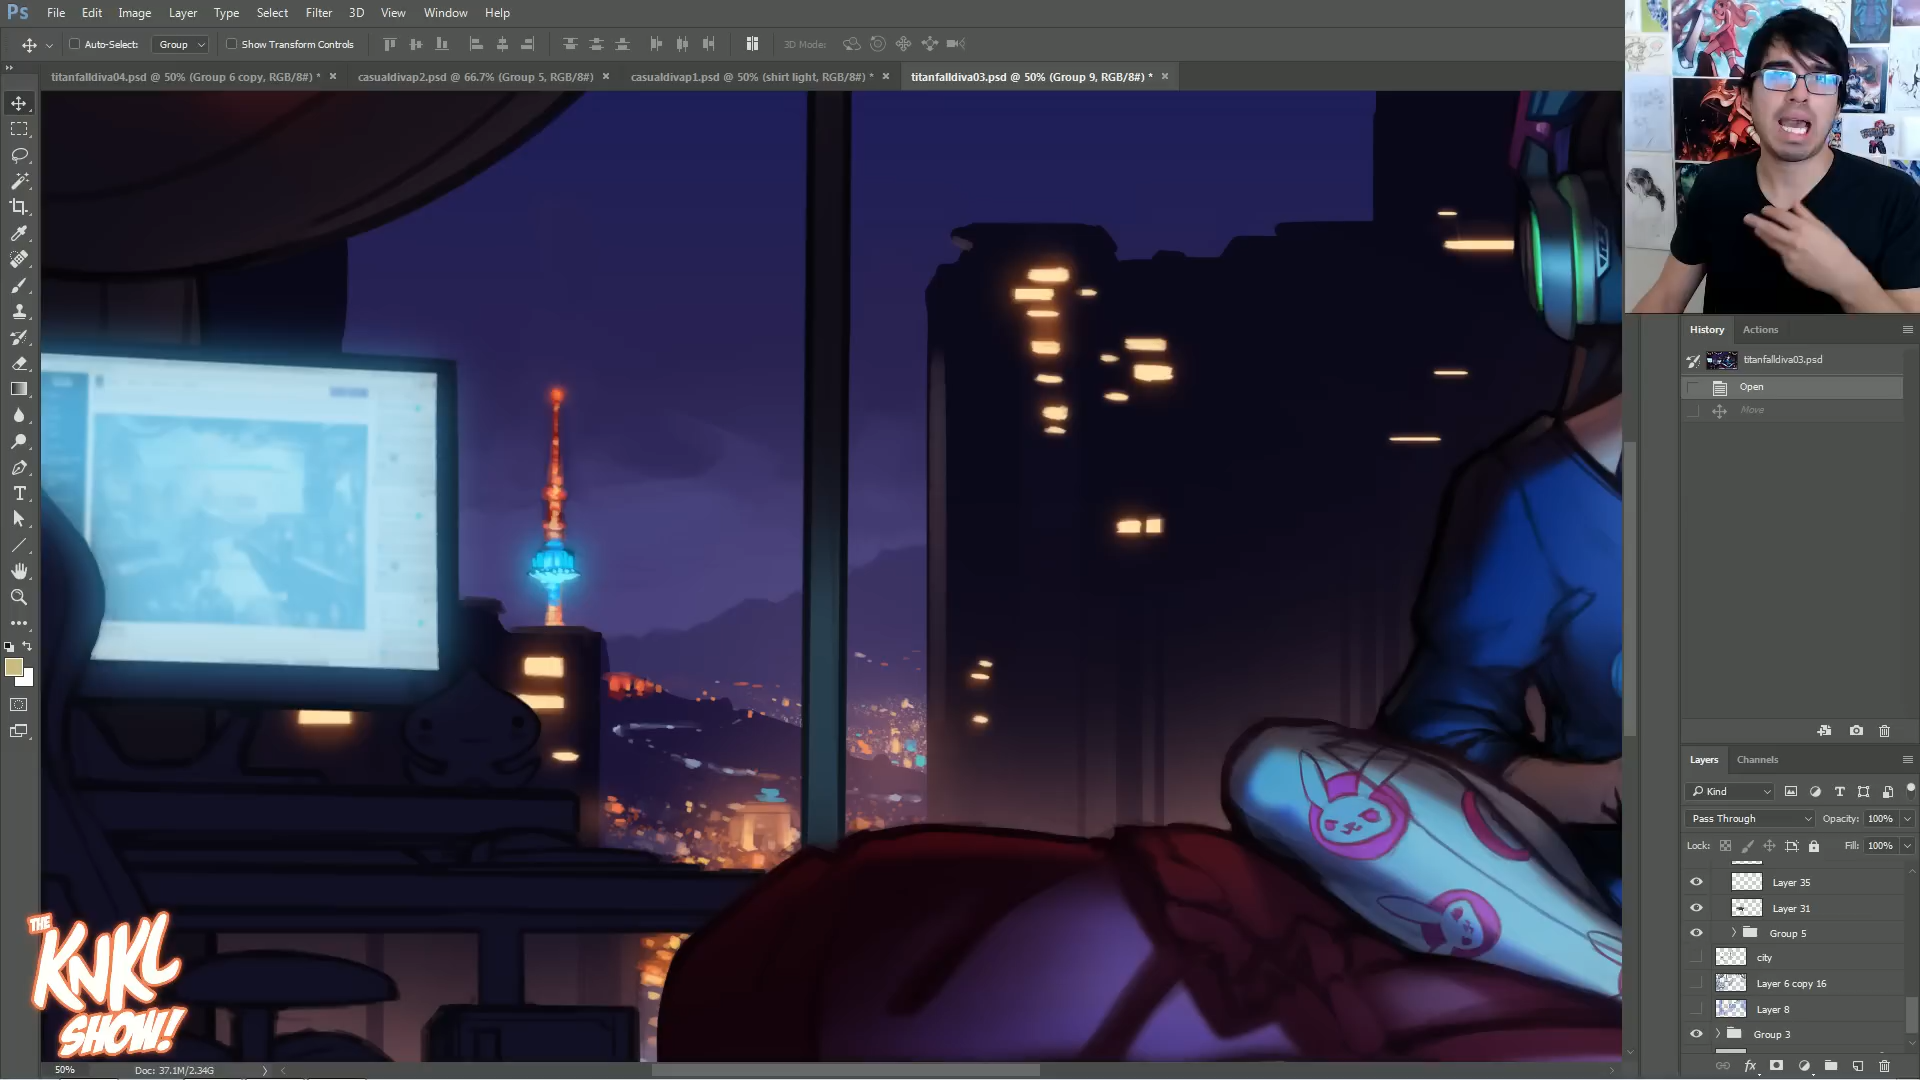 Ps File Edit Image Layer Type Select Filter 3D View Window Help
Auto-Select: Group Show Transform Controls 3D Mode:
titanfalldiva04.psd @ 50% (Group 6 copy, RGB/8#) * × casualdivap2.psd @ 66.7% (Group 5, RGB/8#) × casualdivap1.psd @ 50% (shirt light, RGB/8#) * × titanfalldiva03.psd @ 50% (Group 9, RGB/8#) * ×
History Actions
titanfalldiva03.psd
Open
Move
Layers Channels
Kind
Pass Through Opacity: 100%
Lock: Fill: 100%
Layer 35
Layer 31
Group 5
city
Layer 6 copy 16
Layer 8
Group 3
THE
KNKL
SHOW!
50% Doc: 37.1M/2.34G